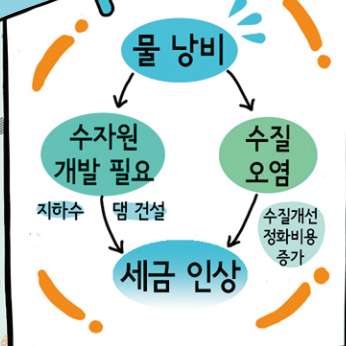 물 낭비
수자원
개발 필요
수질
오염
지하수
댐 건설
수질개선
정화비용
증가
세금 인상